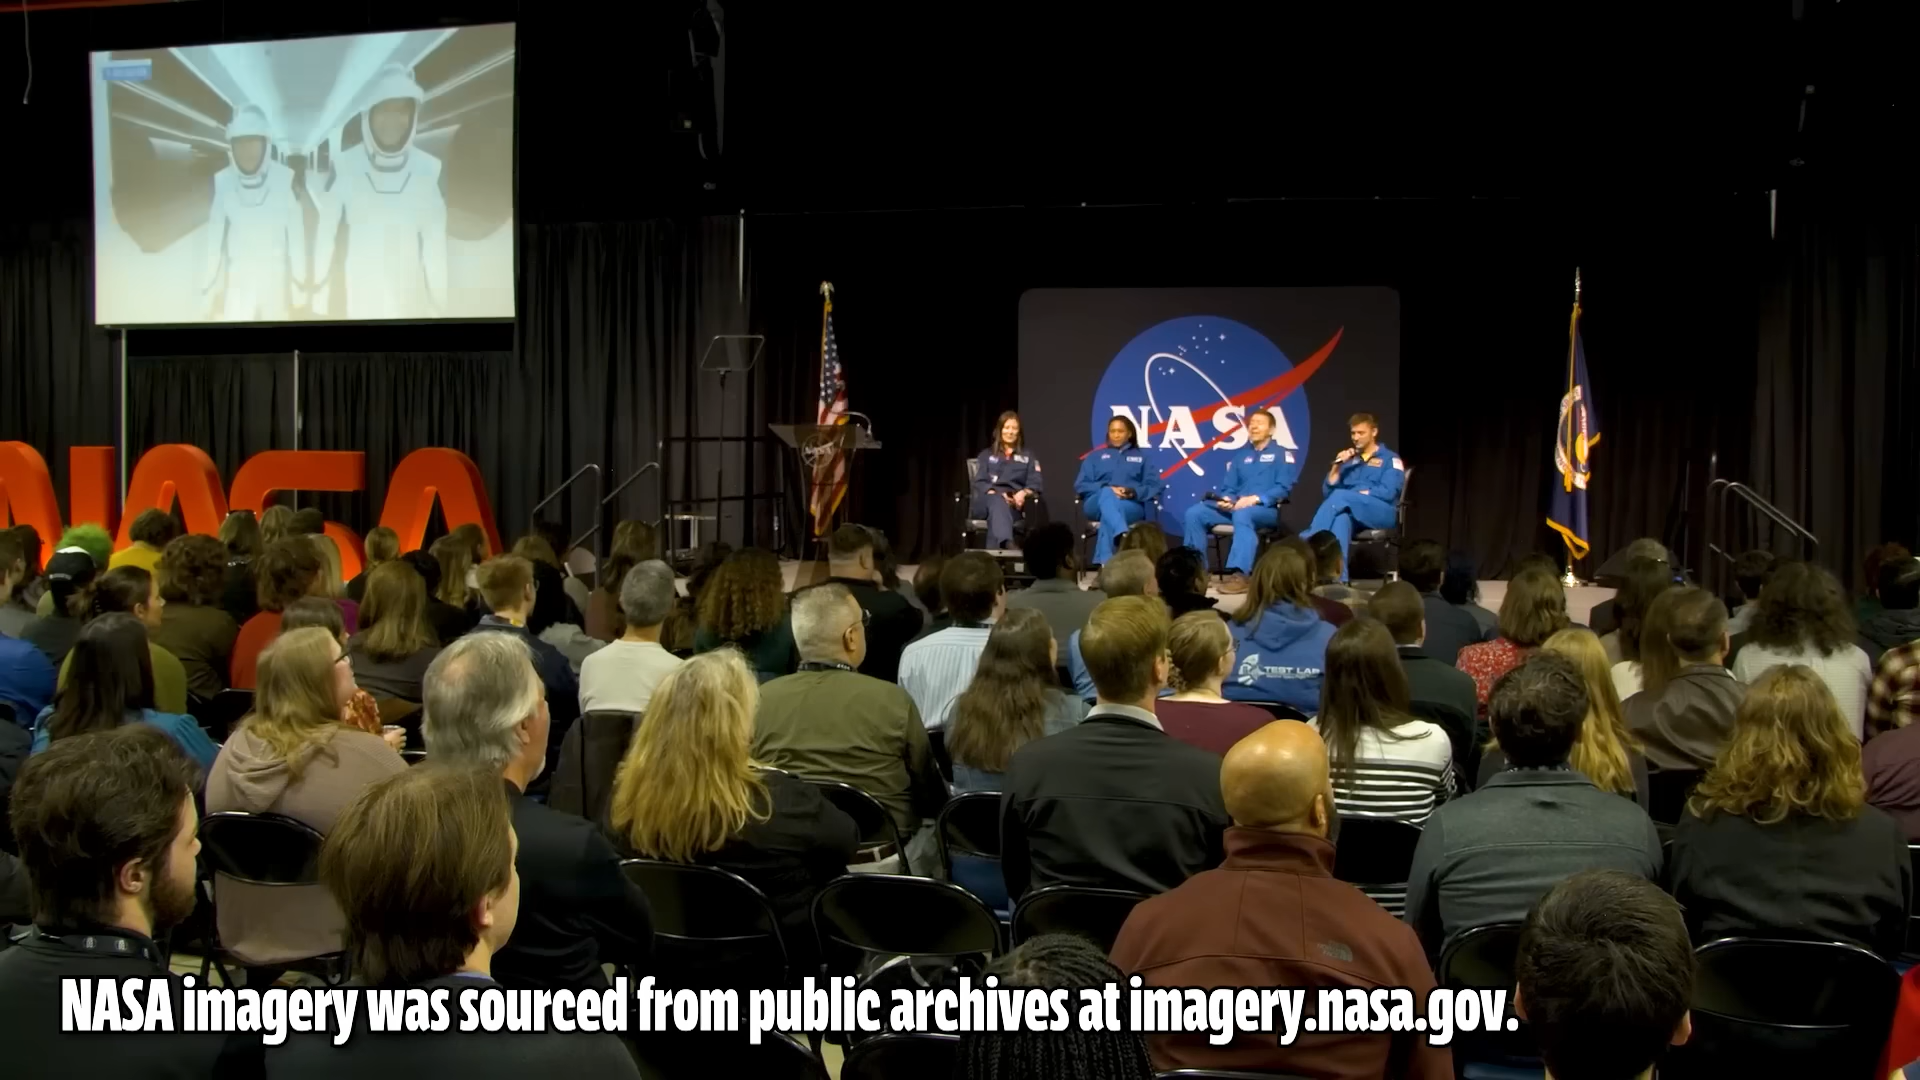 NASA
NASA
TEST LAB
NASA imagery was sourced from public archives at imagery.nasa.gov.